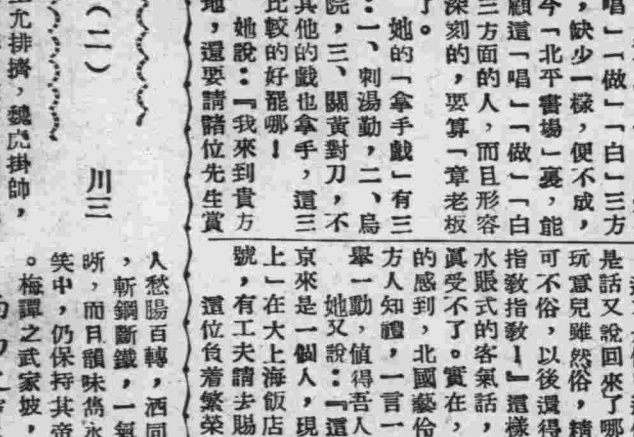 唱」「做」「白」三方
，缺少一樣，便不成，
今「北平書塲」裏，能
顧這「唱」「做」「白
三方面的人，而且形容
深刻的，要算「章老板
了。
她的「拿手戲」有三
：一、刺湯勤，二、烏
院，三、關黃對刀，不
其他的戲也拿手，這三
比較的好罷哪！
她說：『我來到貴方
地，還要請諸位先生賞
是話又說回來了哪
玩意兒雖然俗，精
可不俗，以後還得
指敎指敎！』這樣
水賬式的客氣話，
眞受不了。實在，
的感到，北國藝伶
方人知禮，一言一
舉一動，値得吾人
她又說：『這
京來是一個人，現
上」在大上海飯店
號，有工夫請去賜
這位負着繁榮
（二）
川三
允排擠，魏虎掛帥，
人愁腸百轉，洒同
，斬鋼斷鐵，一氣
晰，而且韻味雋永
笑中，仍保持其帝
。梅譚之武家坡，